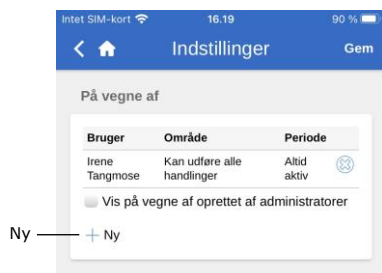 Intet SIM-kort 16.19 90 %
Indstillinger Gem
På vegne af
Bruger Område Periode
Irene Tangmose Kan udføre alle handlinger Altid aktiv
Vis på vegne af oprettet af administratorer
Ny Ny